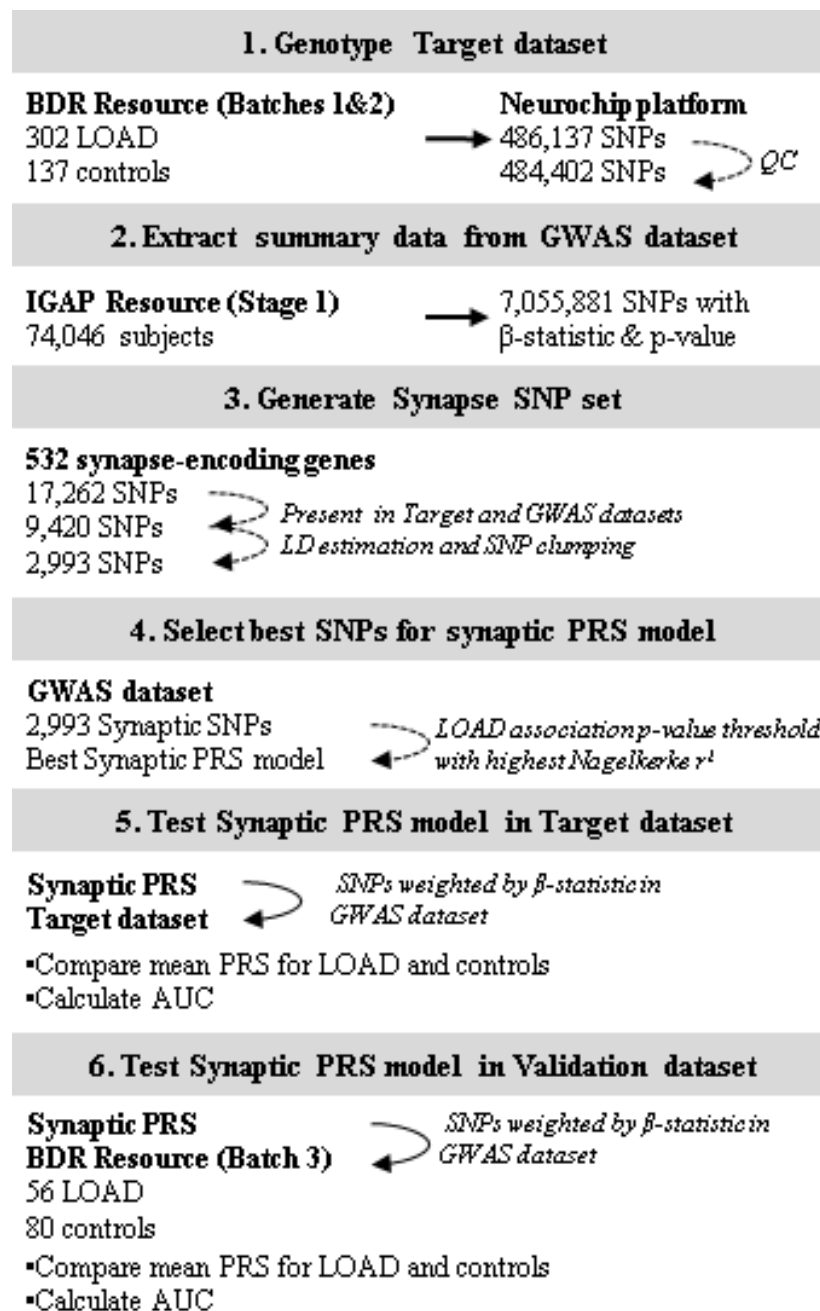 1. Genotype Target dataset
BDR Resource (Batches 1&2)
Neurochip platform
302 LOAD
486,137 SNPs
137 controls
484,402 SNPs
QC
2. Extract summary data from GWAS dataset
IGAP Resource (Stage 1)
7,055,881 SNPs with
74,046 subjects
β-statistic & p-value
3. Generate Synapse SNP set
532 synapse-encoding genes
17,262 SNPs
Present in Target and GWAS datasets
9,420 SNPs
LD estimation and SNP clumping
2,993 SNPs
4. Select best SNPs for synaptic PRS model
GWAS dataset
2,993 Synaptic SNPs
LOAD association p-value threshold
Best Synaptic PRS model
with highest Nagelkerke r²
5. Test Synaptic PRS model in Target dataset
Synaptic PRS
SNPs weighted by β-statistic in
Target dataset
GWAS dataset
▪Compare mean PRS for LOAD and controls
▪Calculate AUC
6. Test Synaptic PRS model in Validation dataset
Synaptic PRS
SNPs weighted by β-statistic in
BDR Resource (Batch 3)
GWAS dataset
56 LOAD
80 controls
▪Compare mean PRS for LOAD and controls
▪Calculate AUC